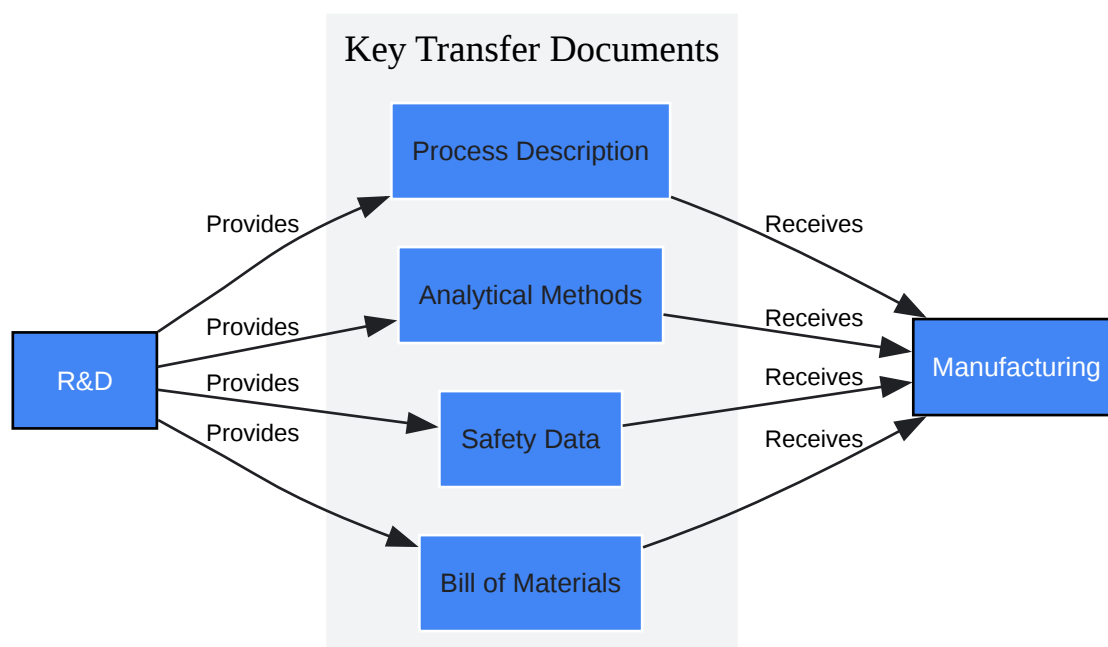 Key Transfer Documents
Process Description
Provides
Receives
Analytical Methods
Provides
Receives
R&D
Manufacturing
Provides
Receives
Safety Data
Provides
Receives
Bill of Materials